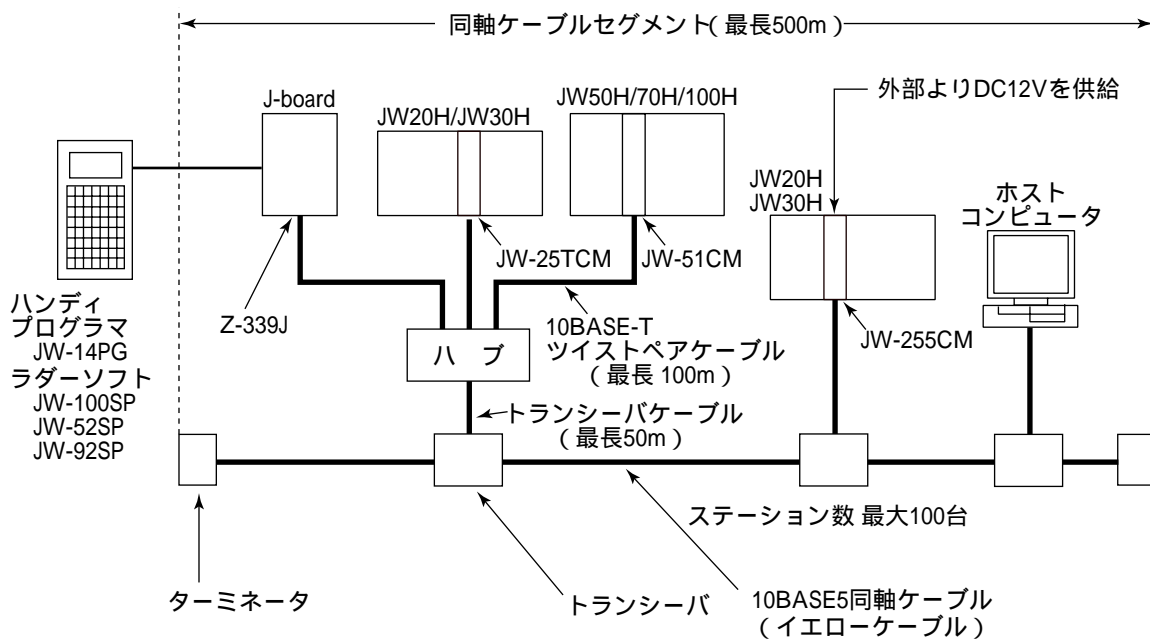 同軸ケーブルセグメント(最長500m)
J-board
JW20H/JW30H
JW50H/70H/100H
外部よりDC12Vを供給
JW20H
JW30H
ホスト
コンピュータ
JW-25TCM
JW-51CM
ハンディ
プログラマ
JW-14PG
ラダーソフト
JW-100SP
JW-52SP
JW-92SP
Z-339J
ハ ブ
10BASE-T
ツイストペアケーブル
(最長 100m)
JW-255CM
トランシーバケーブル
(最長50m)
ステーション数 最大100台
ターミネータ
トランシーバ
10BASE5同軸ケーブル
(イエローケーブル)